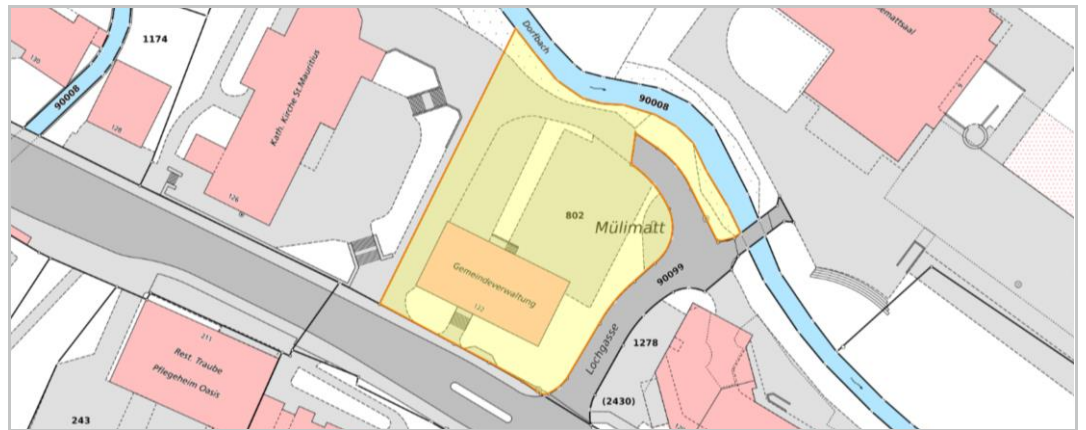 1174
130
90008
128
Kath. Kirche St.Mauritius
126
Dorfbach
90008
802
Mülimatt
Gemeindeverwaltung
122
90099
Lochgasse
1278
(2430)
211
Rest. Traube
Pflegeheim Oasis
243